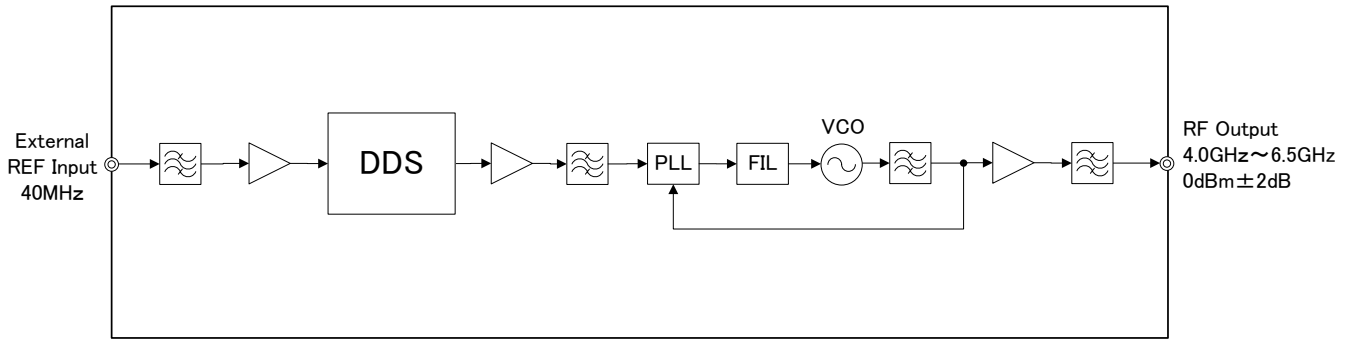 External
REF Input
40MHz
DDS
PLL
FIL
VCO
RF Output
4.0GHz～6.5GHz
0dBm±2dB